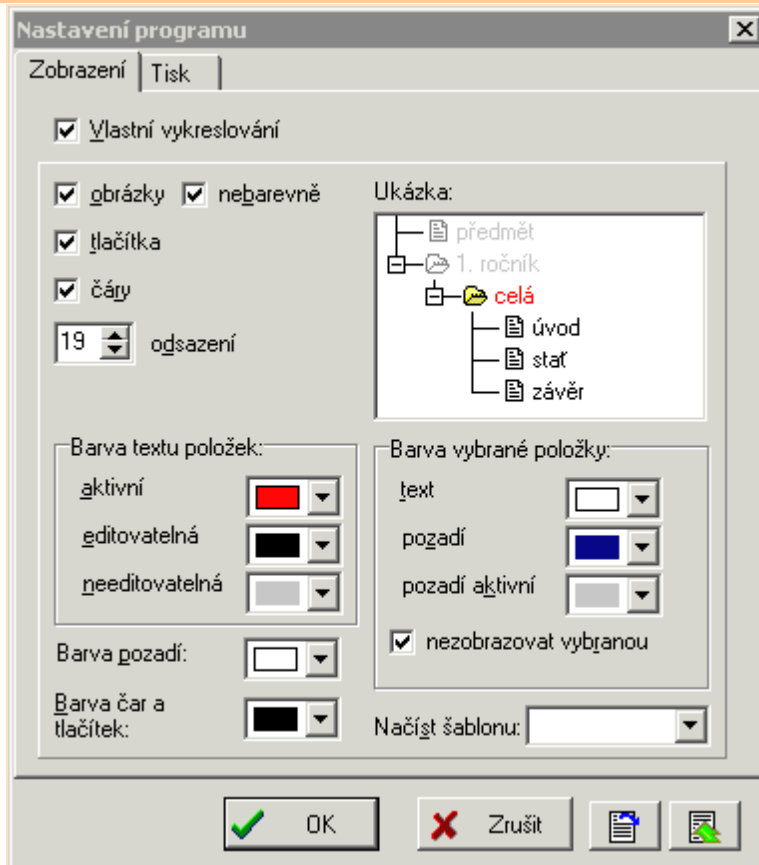 Nastavení programu
Zobrazení
Tisk
Vlastní vykreslování
obrázky
nebarevně
tlačítka
čáry
19
odsazení
Ukázka:
předmět
1. ročník
celá
úvod
stať
závěr
Barva textu položek:
aktivní
editovatelná
needitovatelná
Barva pozadí:
Barva čar a
tlačítek:
Barva vybrané položky:
text
pozadí
pozadí aktivní
nezobrazovat vybranou
Načíst šablonu:
OK
Zrušit